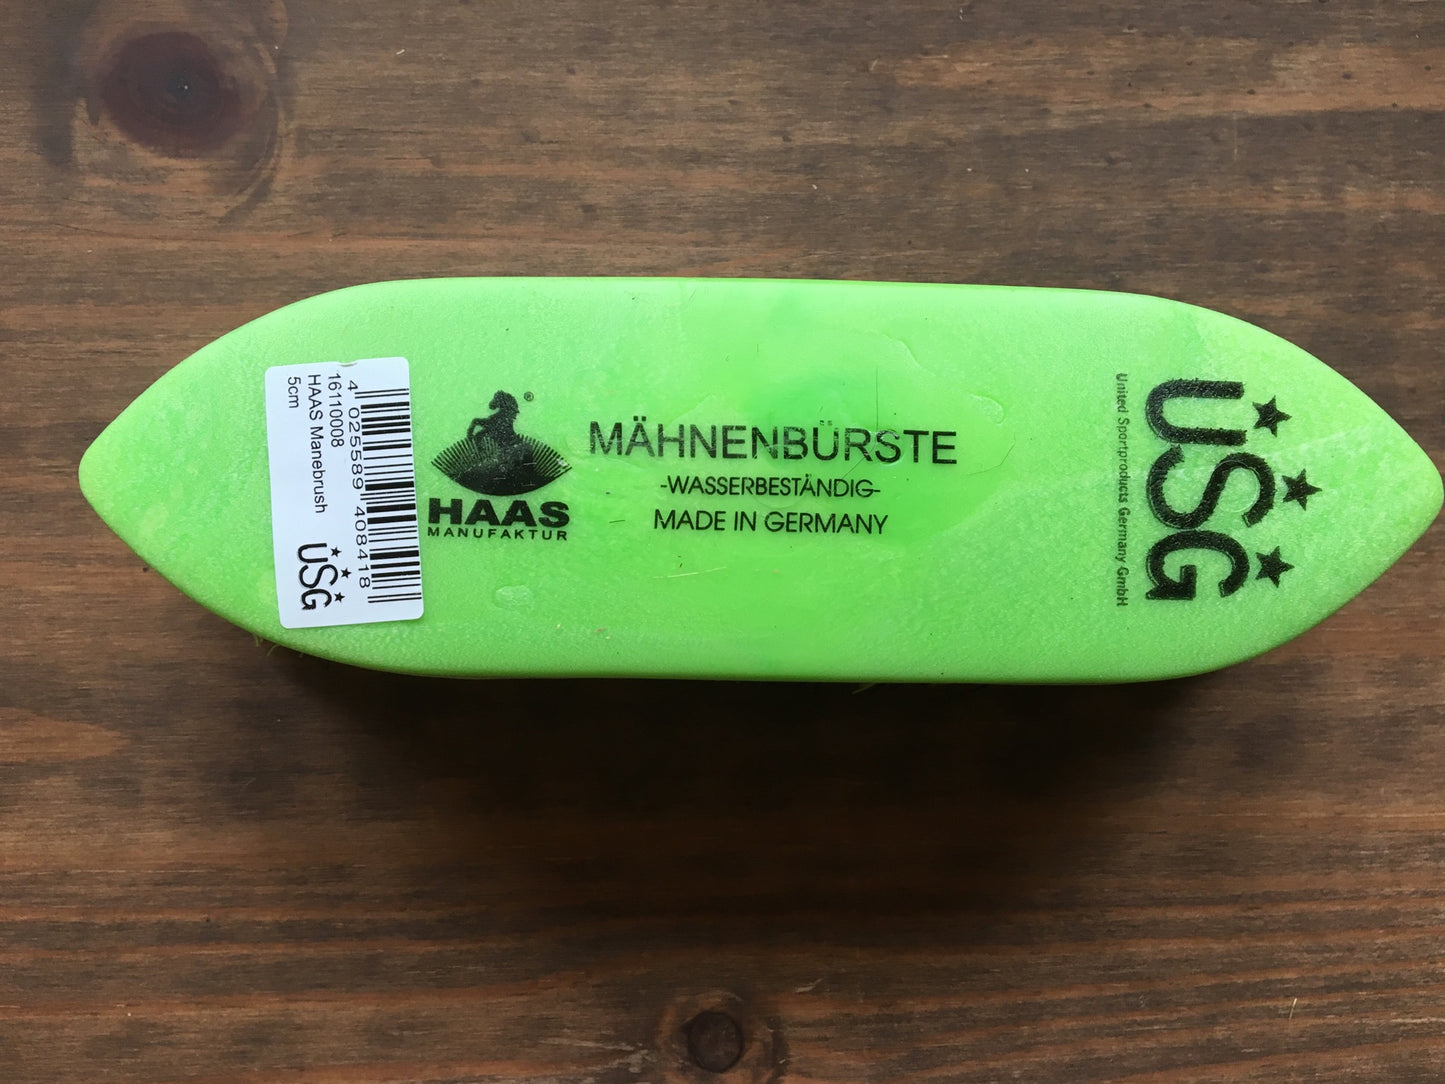 4 025589 408418
16110008
HAAS Manebrush
5cm
USG
®
HAAS
MANUFAKTUR
MÄHNENBÜRSTE
-WASSERBESTÄNDIG-
MADE IN GERMANY
USG
United Sportproducts Germany GmbH